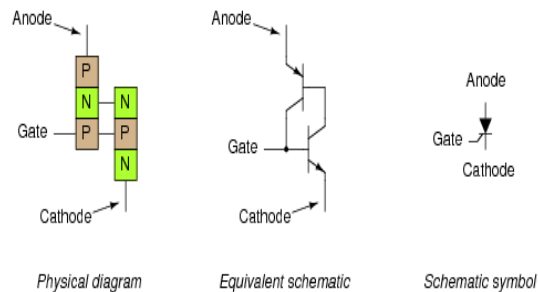 Anode
P
N N
Gate P P
N
Cathode
Physical diagram
Anode
Gate
Cathode
Equivalent schematic
Anode
Gate
Cathode
Schematic symbol